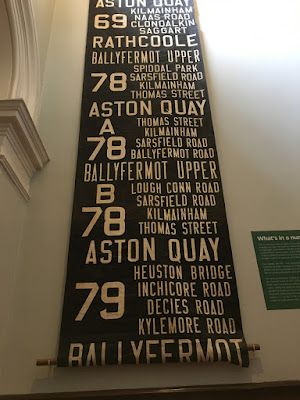 ASTON QUAY
KILMAINHAM
69 NAAS ROAD
CLONDALKIN
SAGGART
RATHCOOLE
BALLYFERMOT UPPER
SPIDDAL PARK
78 SARSFIELD ROAD
KILMAINHAM
THOMAS STREET
ASTON QUAY
A THOMAS STREET
KILMAINHAM
78 SARSFIELD ROAD
BALLYFERMOT ROAD
BALLYFERMOT UPPER
B LOUGH CONN ROAD
SARSFIELD ROAD
78 KILMAINHAM
THOMAS STREET
ASTON QUAY
HEUSTON BRIDGE
79 INCHICORE ROAD
DECIES ROAD
KYLEMORE ROAD
BALLYFERMOT
What's in a